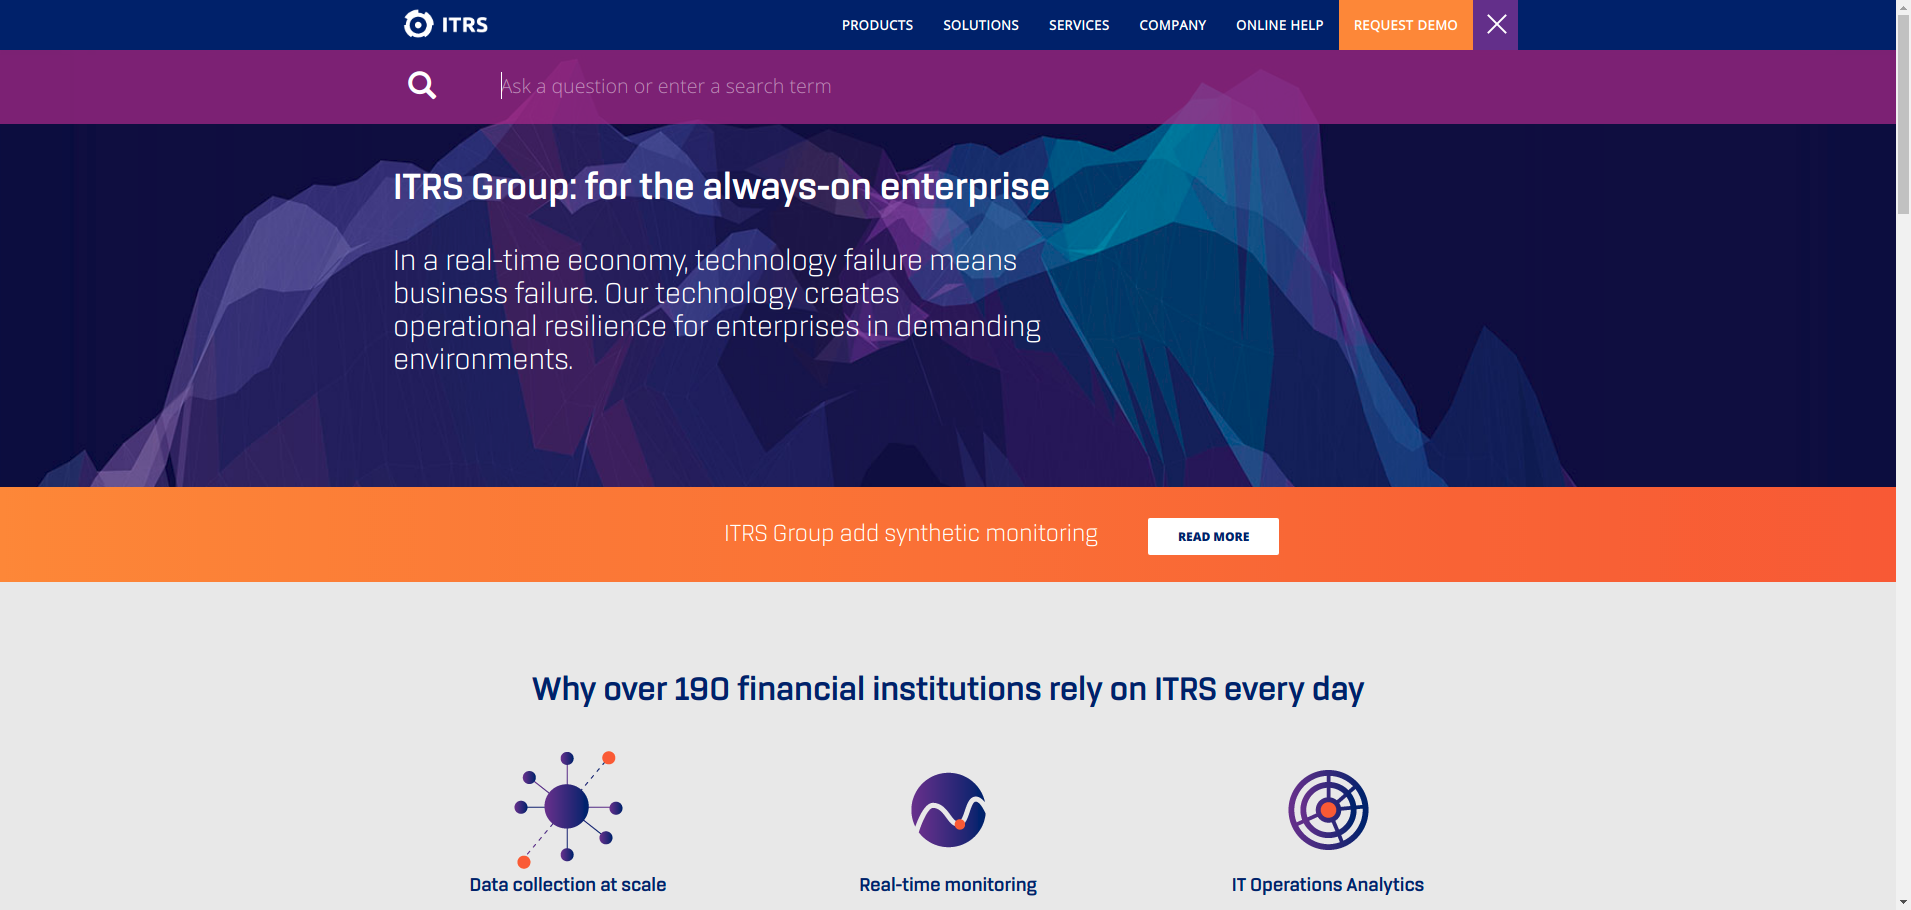 ITRS
PRODUCTS SOLUTIONS SERVICES COMPANY ONLINE HELP REQUEST DEMO
Ask a question or enter a search term
ITRS Group: for the always-on enterprise
In a real-time economy, technology failure means
business failure. Our technology creates
operational resilience for enterprises in demanding
environments.
ITRS Group add synthetic monitoring
READ MORE
Why over 190 financial institutions rely on ITRS every day
Data collection at scale
Real-time monitoring
IT Operations Analytics